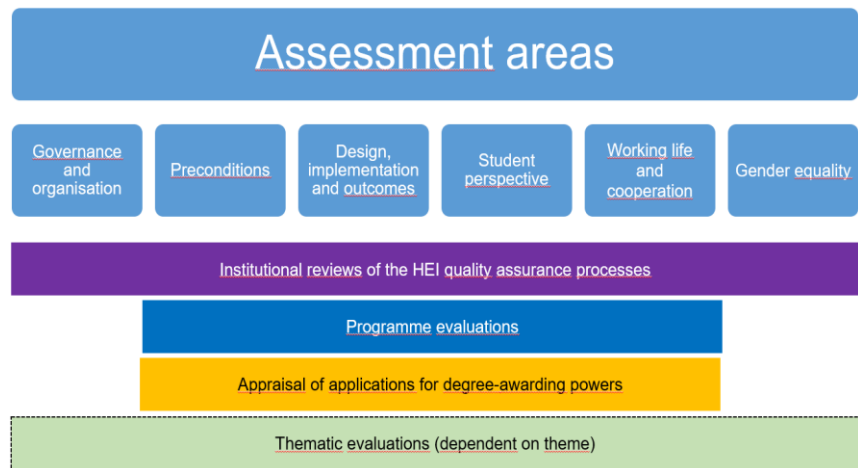 Assessment areas
Governance
and
organisation
Preconditions
Design,
implementation
and outcomes
Student
perspective
Working life
and
cooperation
Gender equality
Institutional reviews of the HEI quality assurance processes
Programme evaluations
Appraisal of applications for degree-awarding powers
Thematic evaluations (dependent on theme)